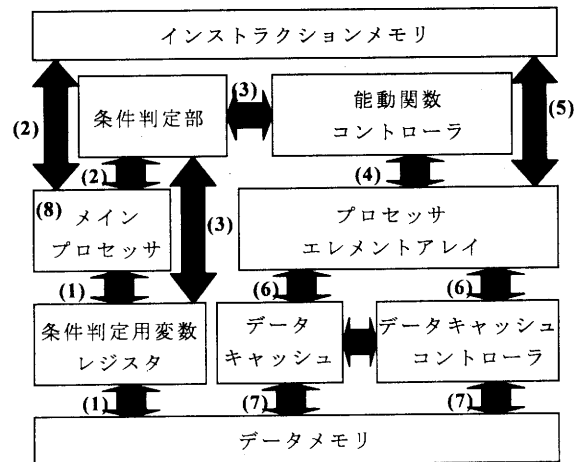 インストラクションメモリ
(2)
条件判定部
(3)
能動関数
コントローラ
(5)
(2)
(4)
(8)
メイン
プロセッサ
(3)
プロセッサ
エレメントアレイ
(1)
(6)
(6)
条件判定用変数
レジスタ
データ
キャッシュ
データキャッシュ
コントローラ
(1)
(7)
(7)
データメモリ